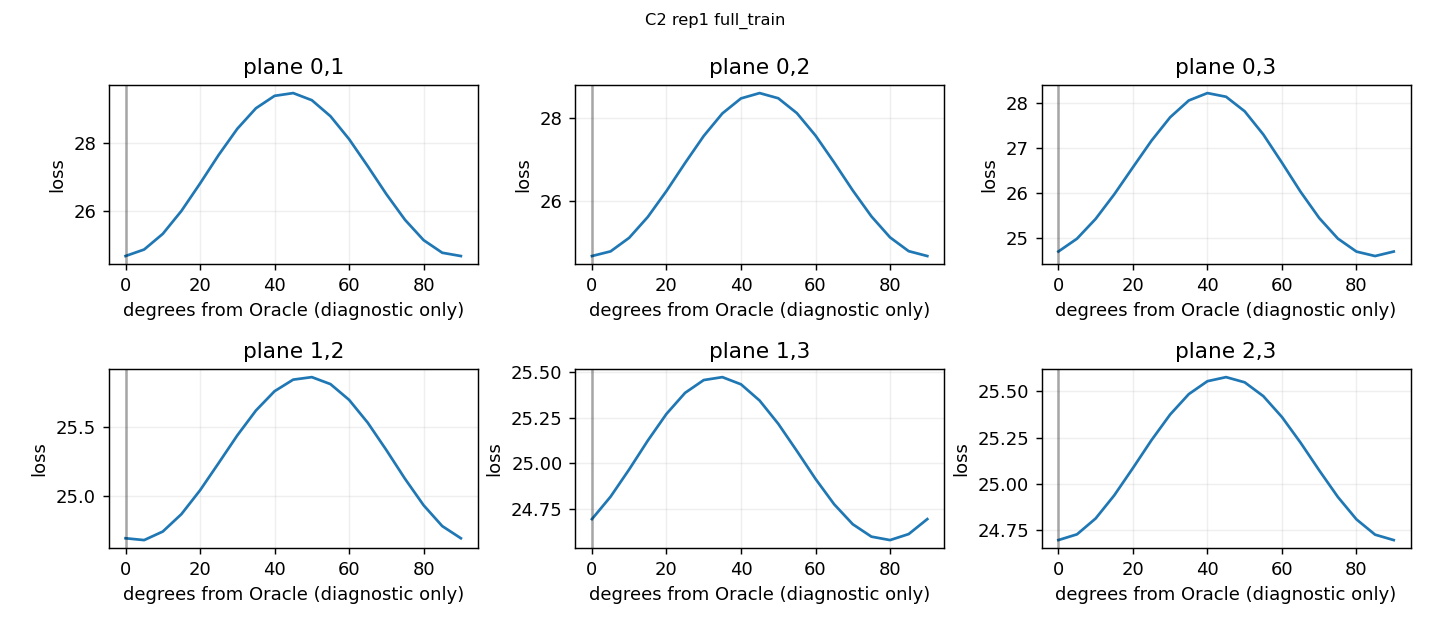 C2 rep1 full_train
plane 0,1
plane 0,2
plane 0,3
loss
28
26
0 20 40 60 80
degrees from Oracle (diagnostic only)
loss
28
26
0 20 40 60 80
degrees from Oracle (diagnostic only)
loss
28
27
26
25
0 20 40 60 80
degrees from Oracle (diagnostic only)
plane 1,2
plane 1,3
plane 2,3
loss
25.5
25.0
0 20 40 60 80
degrees from Oracle (diagnostic only)
loss
25.50
25.25
25.00
24.75
0 20 40 60 80
degrees from Oracle (diagnostic only)
loss
25.50
25.25
25.00
24.75
0 20 40 60 80
degrees from Oracle (diagnostic only)